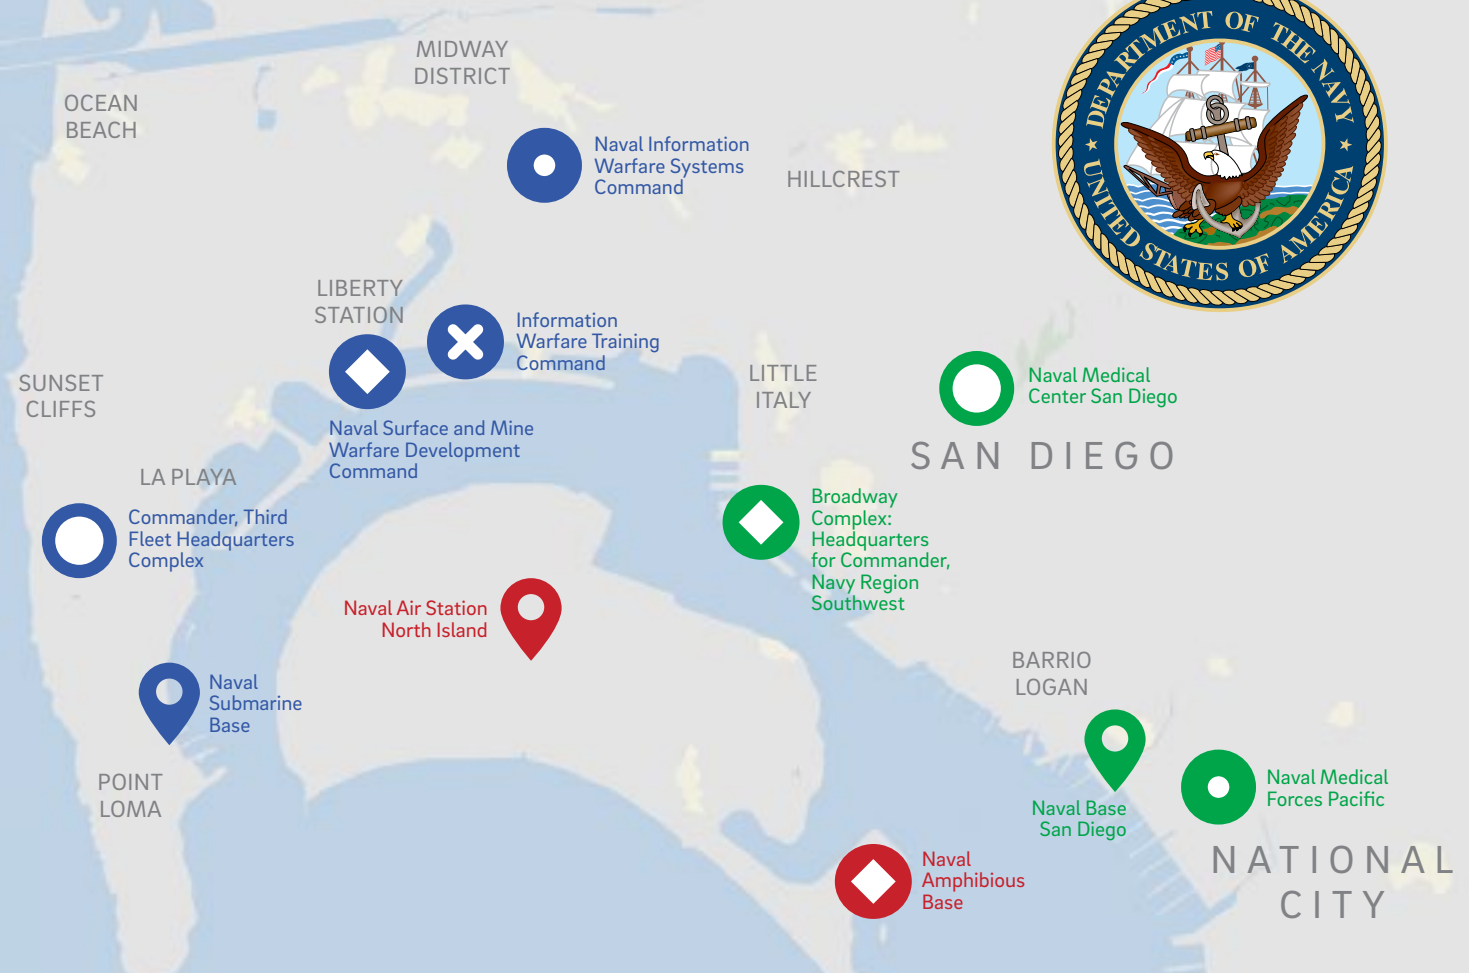 DEPARTMENT OF THE NAVY
UNITED STATES OF AMERICA
MIDWAY
DISTRICT
OCEAN
BEACH
Naval Information
Warfare Systems
Command
HILLCREST
LIBERTY
STATION
Information
Warfare Training
Command
SUNSET
CLIFFS
LITTLE
ITALY
Naval Medical
Center San Diego
Naval Surface and Mine
Warfare Development
Command
SAN DIEGO
LA PLAYA
Commander, Third
Fleet Headquarters
Complex
Broadway
Complex:
Headquarters
for Commander,
Navy Region
Southwest
Naval Air Station
North Island
BARRIO
LOGAN
Naval
Submarine
Base
POINT
LOMA
Naval Base
San Diego
Naval Medical
Forces Pacific
NATIONAL
CITY
Naval
Amphibious
Base